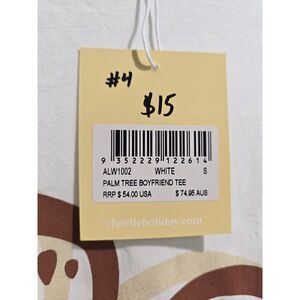 #4
$15
9 352229 122614
ALW1002 WHITE S
PALM TREE BOYFRIEND TEE
RRP $ 54.00 USA $ 74.95 AUS
charlieholiday.com